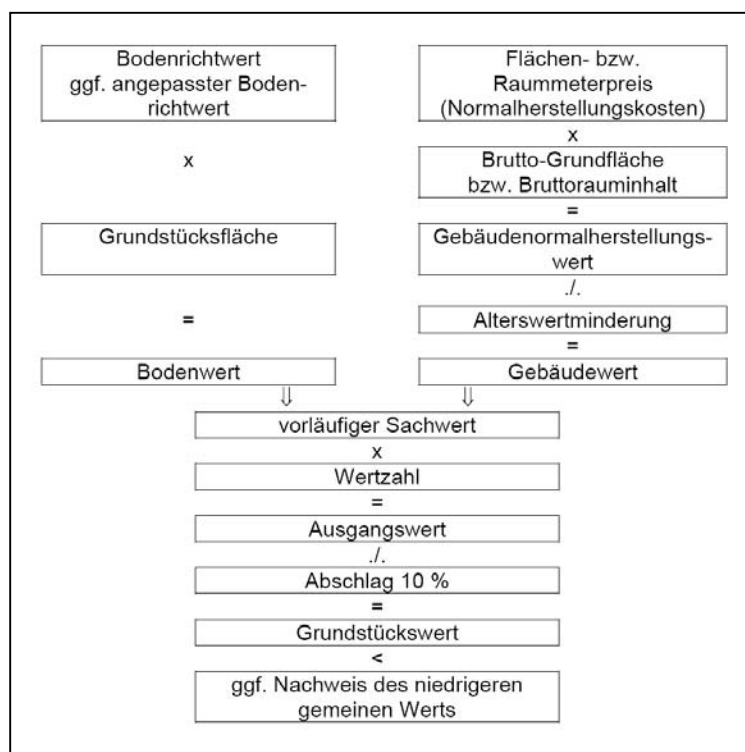 Bodenrichtwert
ggf. angepasster Boden-
richtwert
x
Grundstücksfläche
=
Bodenwert
Flächen- bzw.
Raummeterpreis
(Normalherstellungskosten)
x
Brutto-Grundfläche
bzw. Bruttorauminhalt
=
Gebäudenormalherstellungs-
wert
./.
Alterswertminderung
=
Gebäudewert
⇓ ⇓
vorläufiger Sachwert
x
Wertzahl
=
Ausgangswert
./.
Abschlag 10 %
=
Grundstückswert
<
ggf. Nachweis des niedrigeren
gemeinen Werts